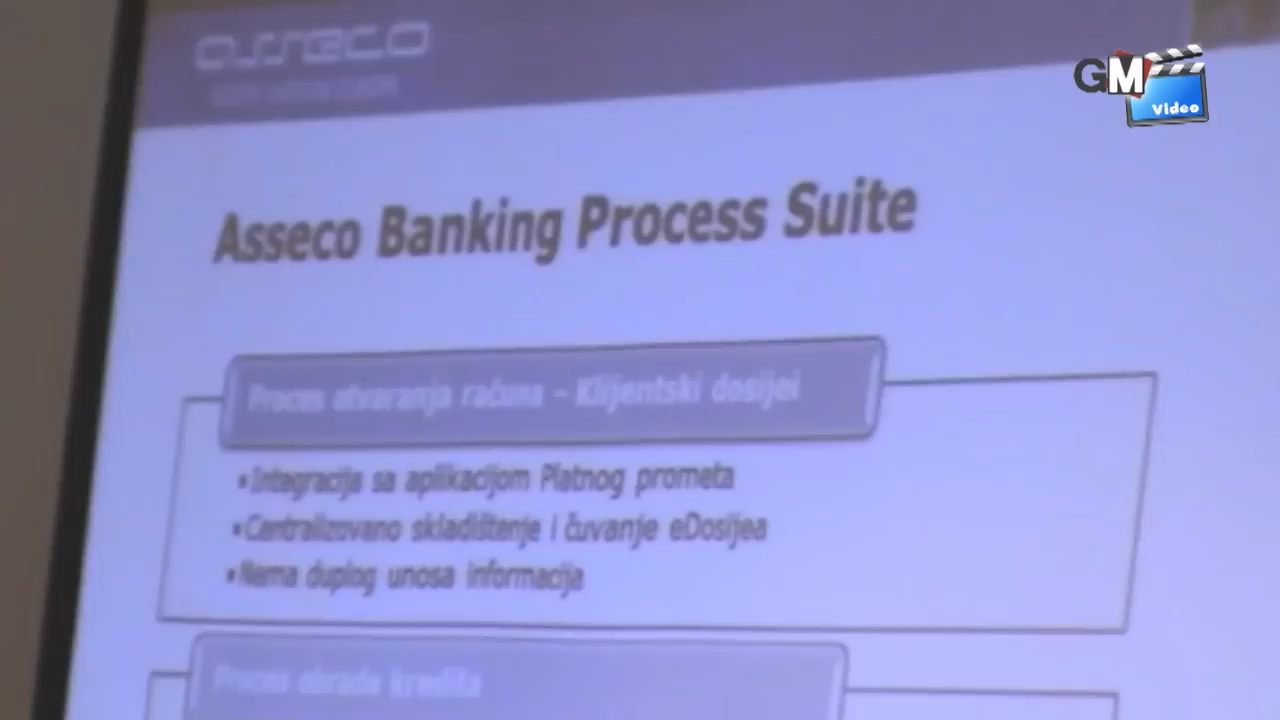 asseco
GM
Video
Asseco Banking Process Suite
Proces otvaranja računa – Klijentski dosijei
▪Integracija sa aplikacijom Platnog prometa
▪Centralizovano skladištenje i čuvanje eDosijea
▪Nema duplog unosa informacija
Proces obrade kredita